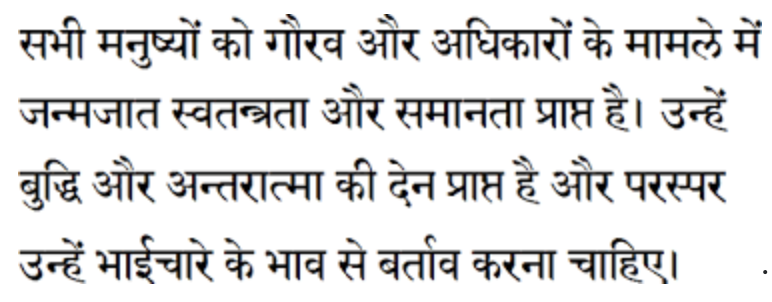 सभी मनुष्यों को गौरव और अधिकारों के मामले में
जन्मजात स्वतन्त्रता और समानता प्राप्त है। उन्हें
बुद्धि और अन्तरात्मा की देन प्राप्त है और परस्पर
उन्हें भाईचारे के भाव से बर्ताव करना चाहिए। .